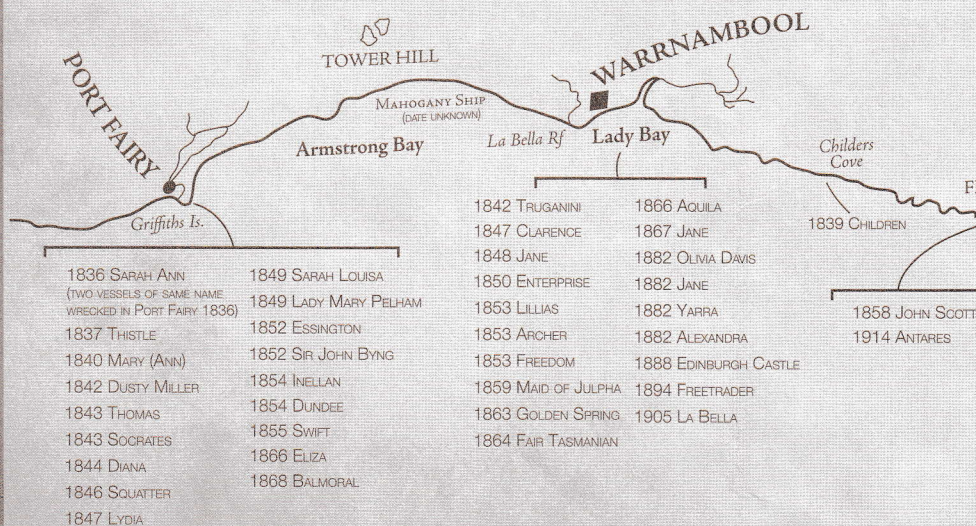 PORT FAIRY
TOWER HILL
WARRNAMBOOL
MAHOGANY SHIP
(DATE UNKNOWN)
Armstrong Bay
La Bella Rf
Lady Bay
Childers
Cove
Griffiths Is.
1839 CHILDREN
1836 SARAH ANN
(TWO VESSELS OF SAME NAME
WRECKED IN PORT FAIRY 1836)
1837 THISTLE
1840 MARY (ANN)
1842 DUSTY MILLER
1843 THOMAS
1843 SOCRATES
1844 DIANA
1846 SQUATTER
1847 LYDIA
1849 SARAH LOUISA
1849 LADY MARY PELHAM
1852 ESSINGTON
1852 SIR JOHN BYNG
1854 INELLAN
1854 DUNDEE
1855 SWIFT
1866 ELIZA
1868 BALMORAL
1842 TRUGANINI
1847 CLARENCE
1848 JANE
1850 ENTERPRISE
1853 LILLIAS
1853 ARCHER
1853 FREEDOM
1859 MAID OF JULPHA
1863 GOLDEN SPRING
1864 FAIR TASMANIAN
1866 AQUILA
1867 JANE
1882 OLIVIA DAVIS
1882 JANE
1882 YARRA
1882 ALEXANDRA
1888 EDINBURGH CASTLE
1894 FREETRADER
1905 LA BELLA
1858 JOHN SCOTT
1914 ANTARES